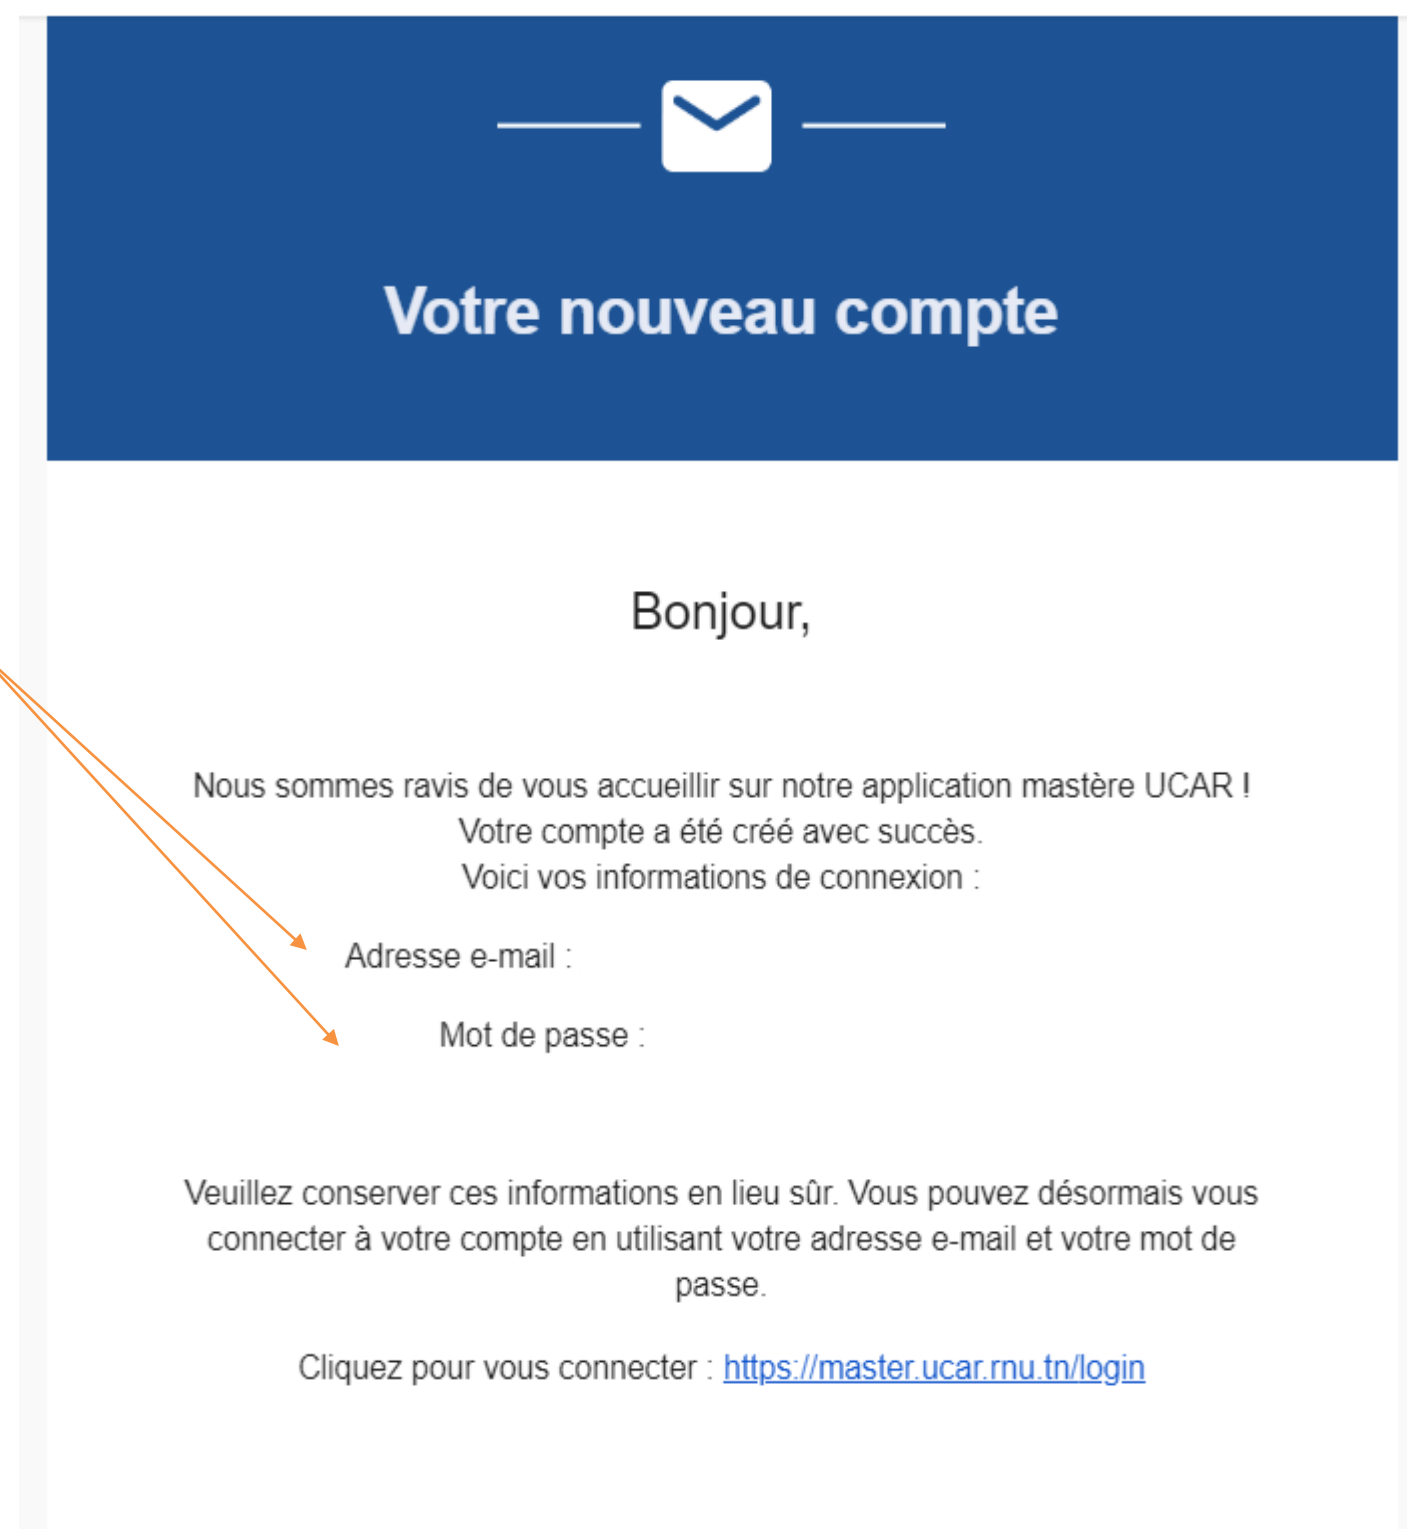 Votre nouveau compte
Bonjour,
Nous sommes ravis de vous accueillir sur notre application mastère UCAR !
Votre compte a été créé avec succès.
Voici vos informations de connexion :
Adresse e-mail :
Mot de passe :
Veuillez conserver ces informations en lieu sûr. Vous pouvez désormais vous
connecter à votre compte en utilisant votre adresse e-mail et votre mot de
passe.
Cliquez pour vous connecter : https://master.ucar.rnu.tn/login